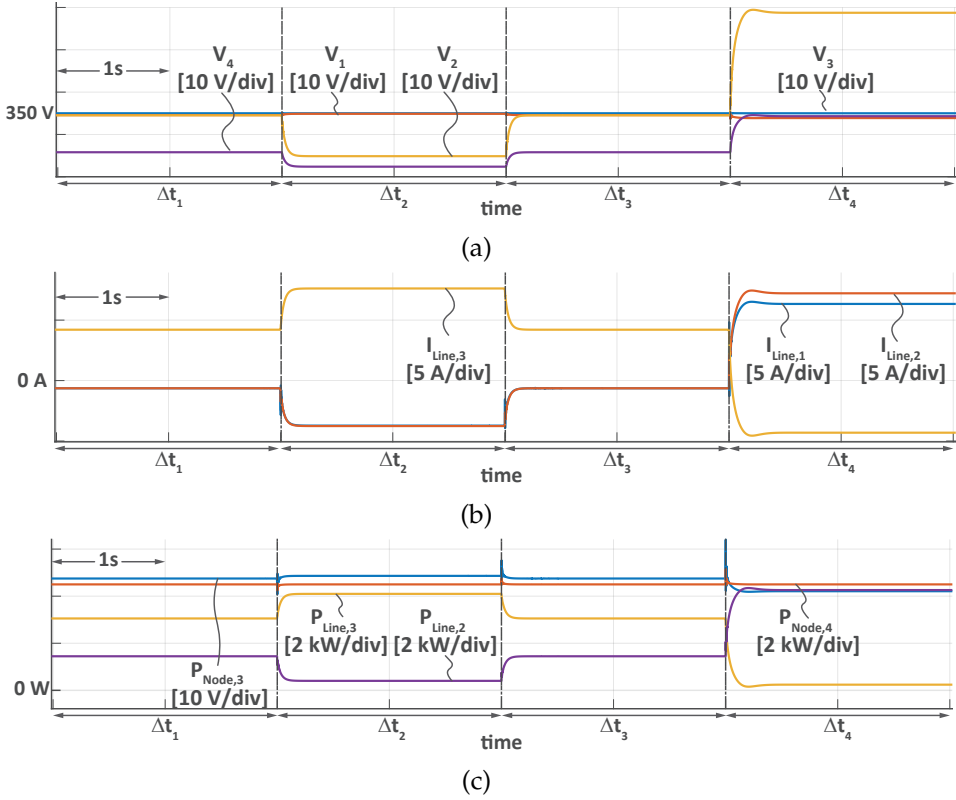 V4 V1 V2 V3
1s [10 V/div] [10 V/div] [10 V/div] [10 V/div]
350 V
Δt1 Δt2 Δt3 Δt4
time
(a)
1s
ILine,3 ILine,1 ILine,2
0 A [5 A/div] [5 A/div] [5 A/div]
Δt1 Δt2 Δt3 Δt4
time
(b)
1s
PLine,3 PLine,2 PNode,4
[2 kW/div] [2 kW/div] [2 kW/div]
PNode,3
0 W [10 V/div]
Δt1 Δt2 Δt3 Δt4
time
(c)